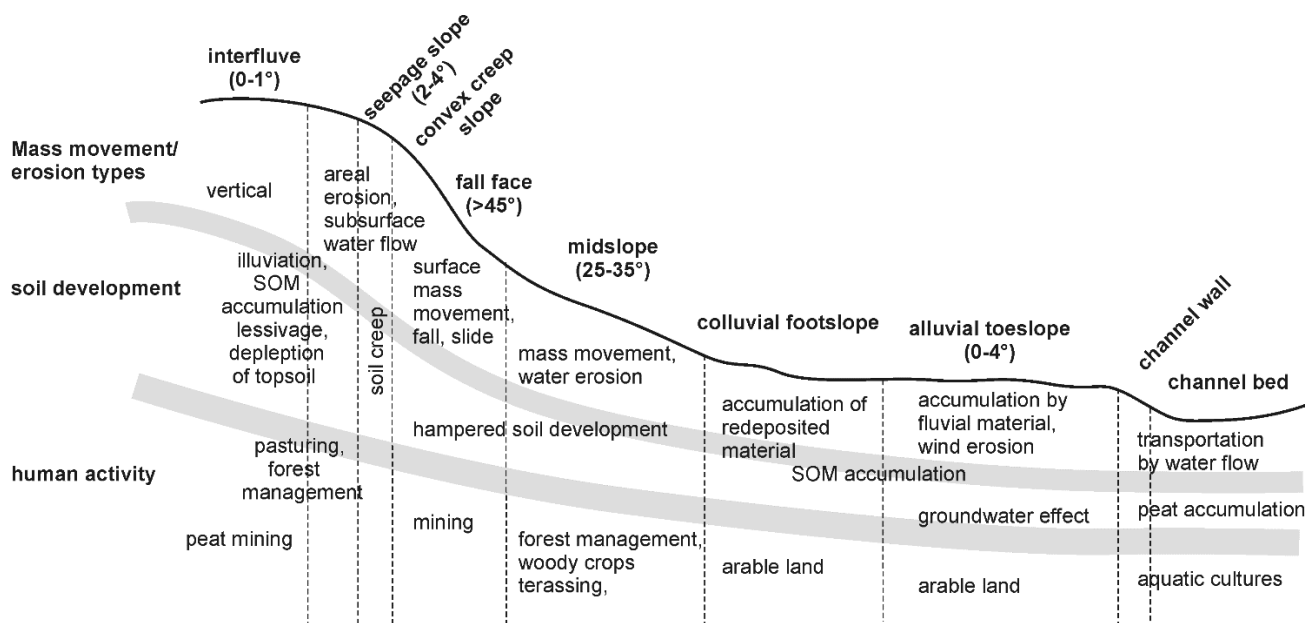 interfluve
(0-1°)
seepage slope
(2-4°)
convex creep
slope
fall face
(>45°)
midslope
(25-35°)
colluvial footslope
alluvial toeslope
(0-4°)
channel wall
channel bed
Mass movement/
erosion types
vertical
areal
erosion,
subsurface
water flow
surface
mass
movement,
fall, slide
mass movement,
water erosion
accumulation of
redeposited
material
accumulation by
fluvial material,
wind erosion
transportation
by water flow
soil development
illuviation,
SOM
accumulation
lessivage,
depleption
of topsoil
soil creep
hampered soil development
SOM accumulation
groundwater effect
peat accumulation
human activity
pasturing,
forest
management
peat mining
mining
forest management,
woody crops
terassing,
arable land
arable land
aquatic cultures